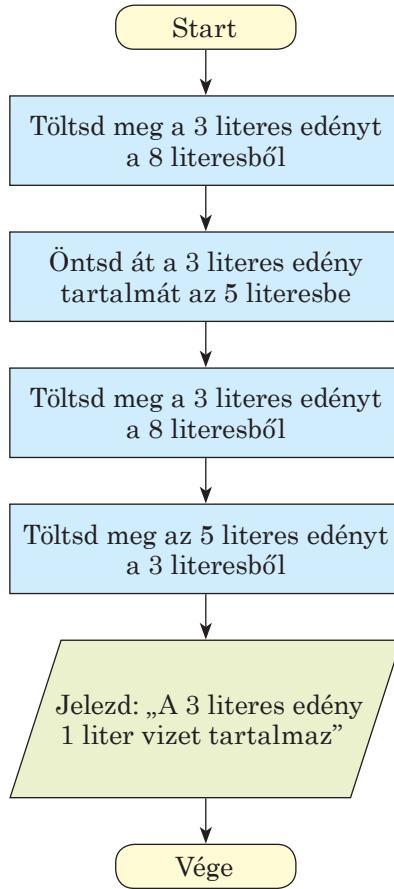 Start
Töltsd meg a 3 literes edényt
a 8 literesből
Öntsd át a 3 literes edény
tartalmát az 5 literesbe
Töltsd meg a 3 literes edényt
a 8 literesből
Töltsd meg az 5 literes edényt
a 3 literesből
Jelezd: „A 3 literes edény
1 liter vizet tartalmaz”
Vége